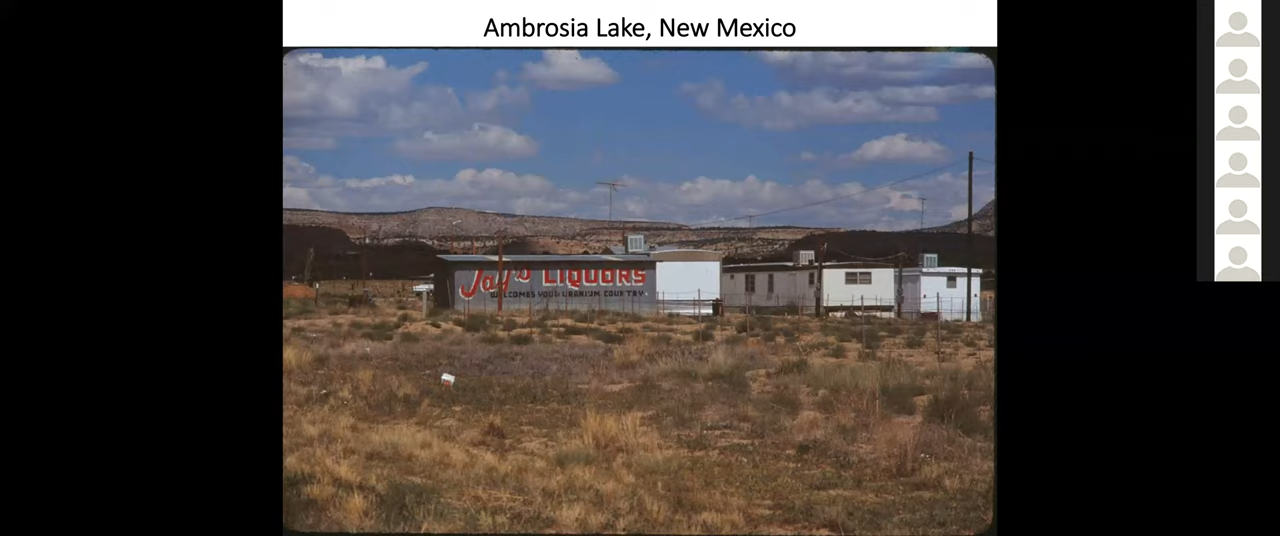 Ambrosia Lake, New Mexico
Jay's LIQUORS
WELCOMES YOU • URANIUM COUNTRY